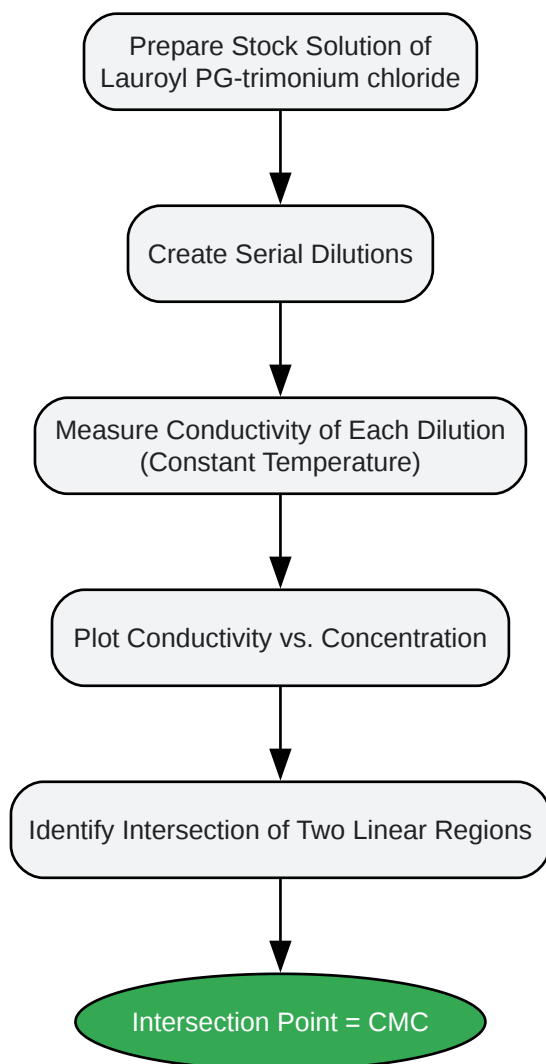 Prepare Stock Solution of
Lauroyl PG-trimonium chloride
Create Serial Dilutions
Measure Conductivity of Each Dilution
(Constant Temperature)
Plot Conductivity vs. Concentration
Identify Intersection of Two Linear Regions
Intersection Point = CMC